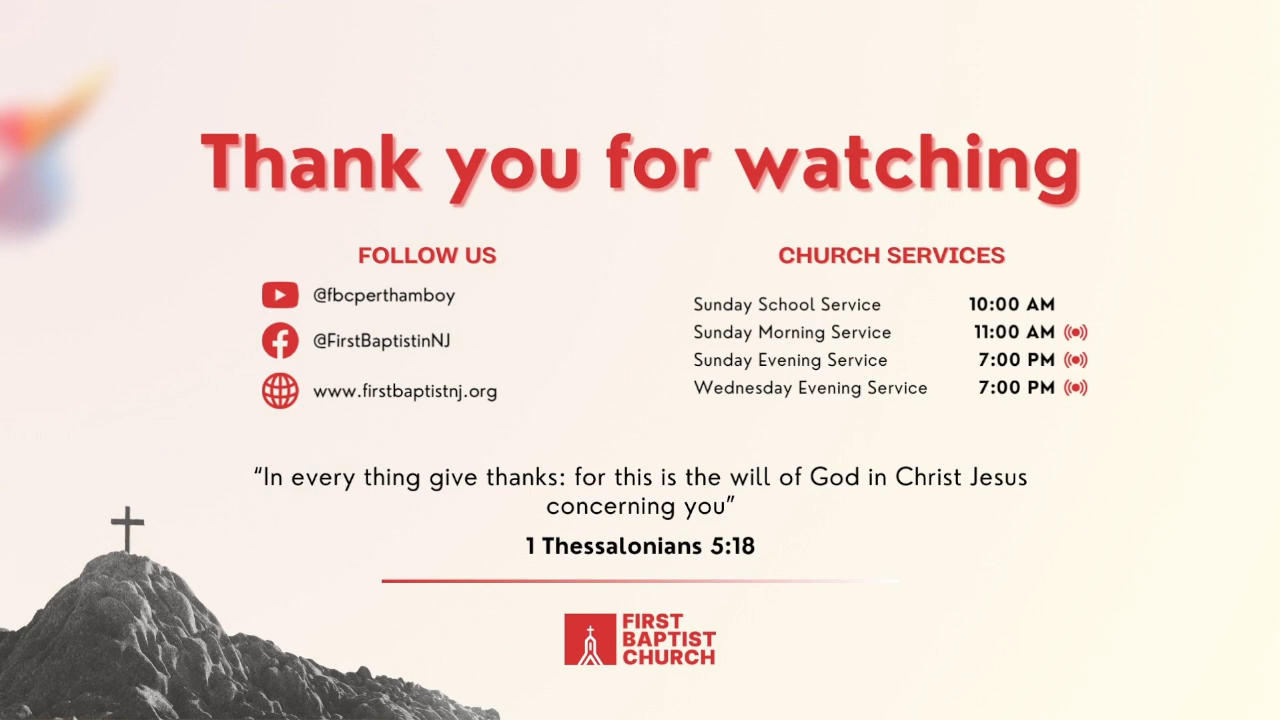 Thank you for watching
FOLLOW US
@fbcperthamboy
@FirstBaptistinNJ
www.firstbaptistnj.org
CHURCH SERVICES
Sunday School Service 10:00 AM
Sunday Morning Service 11:00 AM
Sunday Evening Service 7:00 PM
Wednesday Evening Service 7:00 PM
“In every thing give thanks: for this is the will of God in Christ Jesus
concerning you”
1 Thessalonians 5:18
FIRST
BAPTIST
CHURCH